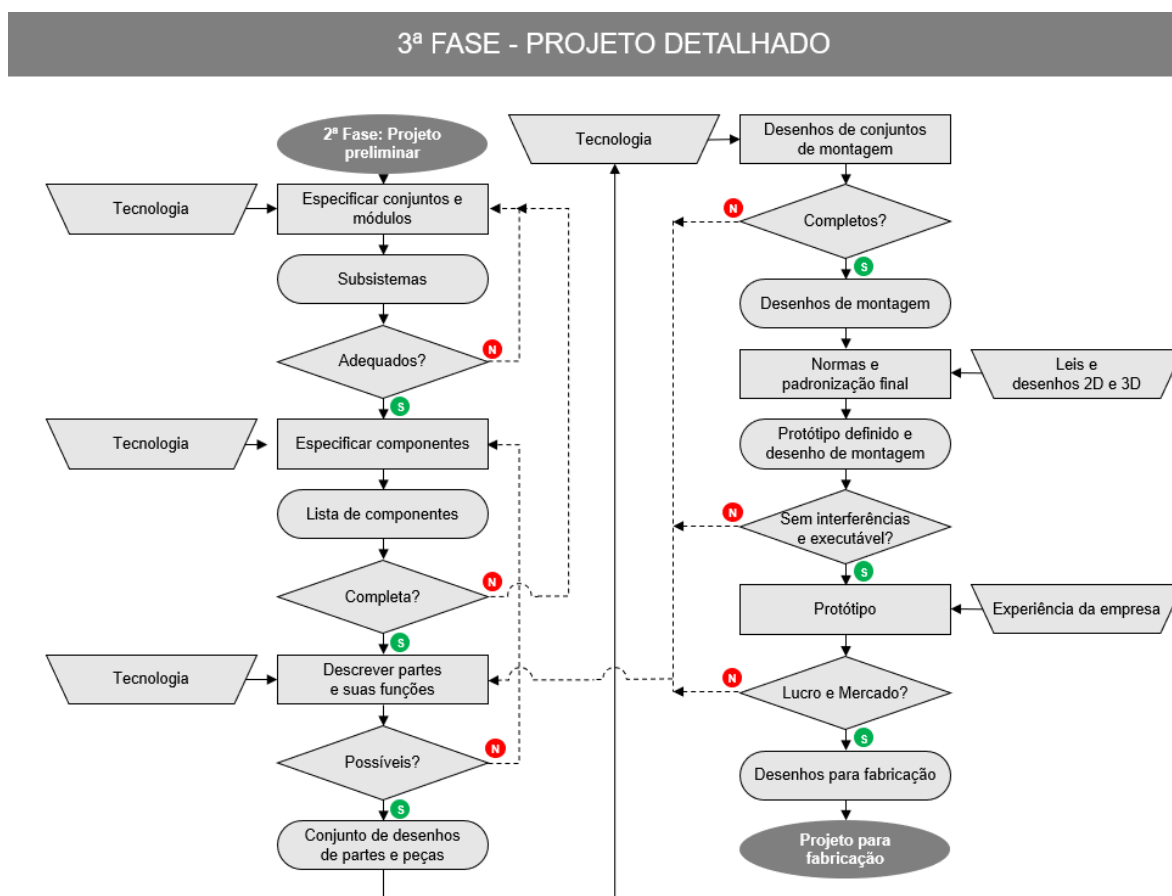 3ª FASE - PROJETO DETALHADO
2ª Fase: Projeto
preliminar
Tecnologia
Especificar conjuntos e
módulos
Subsistemas
Adequados?
N
S
Tecnologia
Especificar componentes
Lista de componentes
Completa?
N
S
Tecnologia
Descrever partes
e suas funções
Possíveis?
N
S
Conjunto de desenhos
de partes e peças
Tecnologia
Desenhos de conjuntos
de montagem
Completos?
N
S
Desenhos de montagem
Normas e
padronização final
Leis e
desenhos 2D e 3D
Protótipo definido e
desenho de montagem
Sem interferências
e executável?
N
S
Protótipo
Experiência da empresa
Lucro e Mercado?
N
S
Desenhos para fabricação
Projeto para
fabricação